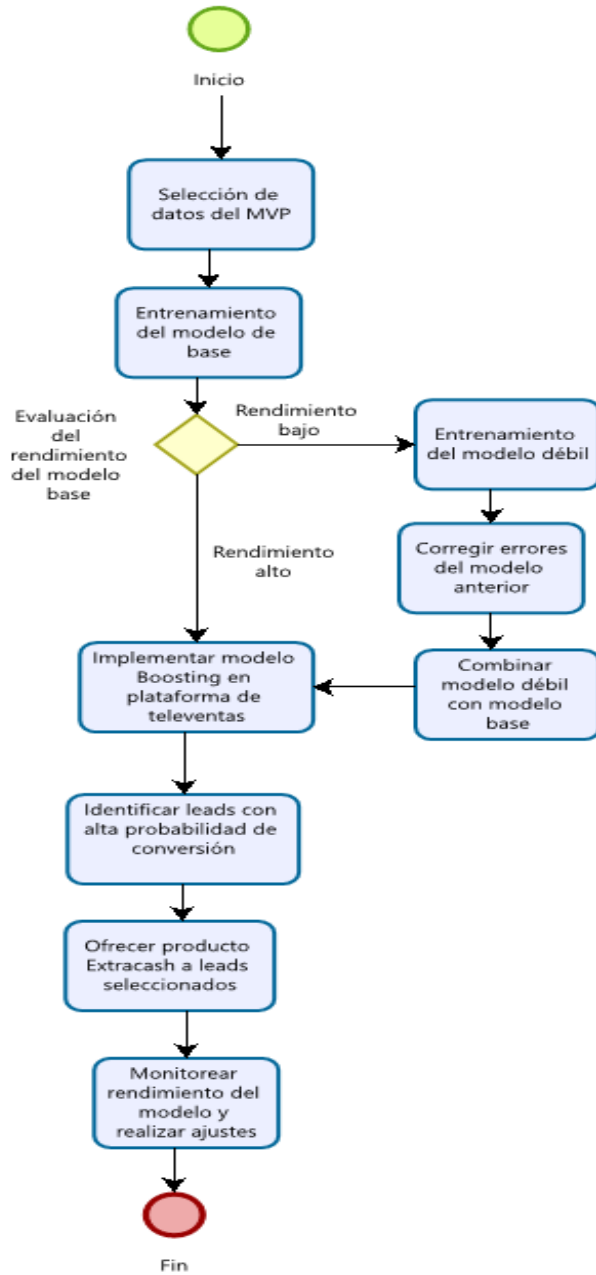 Inicio
Selección de
datos del MVP
Entrenamiento
del modelo de
base
Evaluación
del
rendimiento
del modelo
base
Rendimiento
bajo
Entrenamiento
del modelo débil
Corregir errores
del modelo
anterior
Combinar
modelo débil
con modelo
base
Rendimiento
alto
Implementar modelo
Boosting en
plataforma de
televentas
Identificar leads con
alta probabilidad de
conversión
Ofrecer producto
Extracash a leads
seleccionados
Monitorear
rendimiento del
modelo y
realizar ajustes
Fin